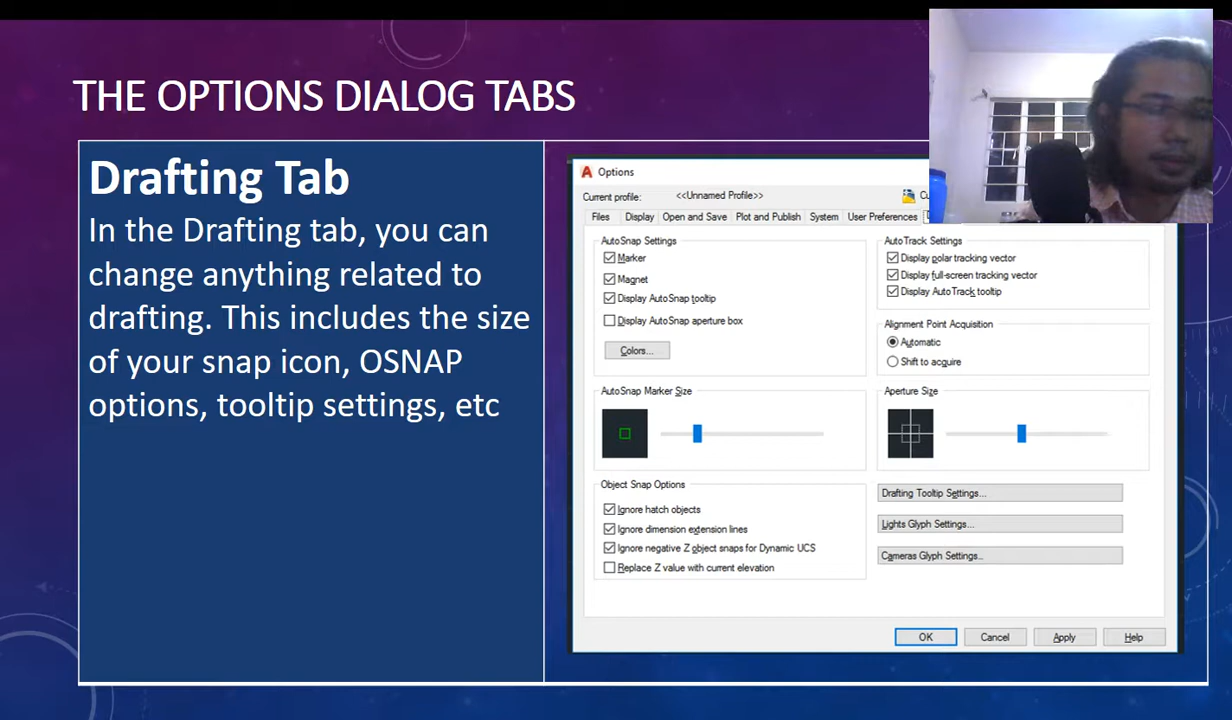 THE OPTIONS DIALOG TABS
Drafting Tab
In the Drafting tab, you can
change anything related to
drafting. This includes the size
of your snap icon, OSNAP
options, tooltip settings, etc
Options
Current profile:
<<Unnamed Profile>>
Files
Display
Open and Save
Plot and Publish
System
User Preferences
AutoSnap Settings
Marker
Magnet
Display AutoSnap tooltip
Display AutoSnap aperture box
Colors...
AutoSnap Marker Size
Object Snap Options
Ignore hatch objects
Ignore dimension extension lines
Ignore negative Z object snaps for Dynamic UCS
Replace Z value with current elevation
AutoTrack Settings
Display polar tracking vector
Display full-screen tracking vector
Display AutoTrack tooltip
Alignment Point Acquisition
Automatic
Shift to acquire
Aperture Size
Drafting Tooltip Settings...
Lights Glyph Settings...
Cameras Glyph Settings...
OK
Cancel
Apply
Help